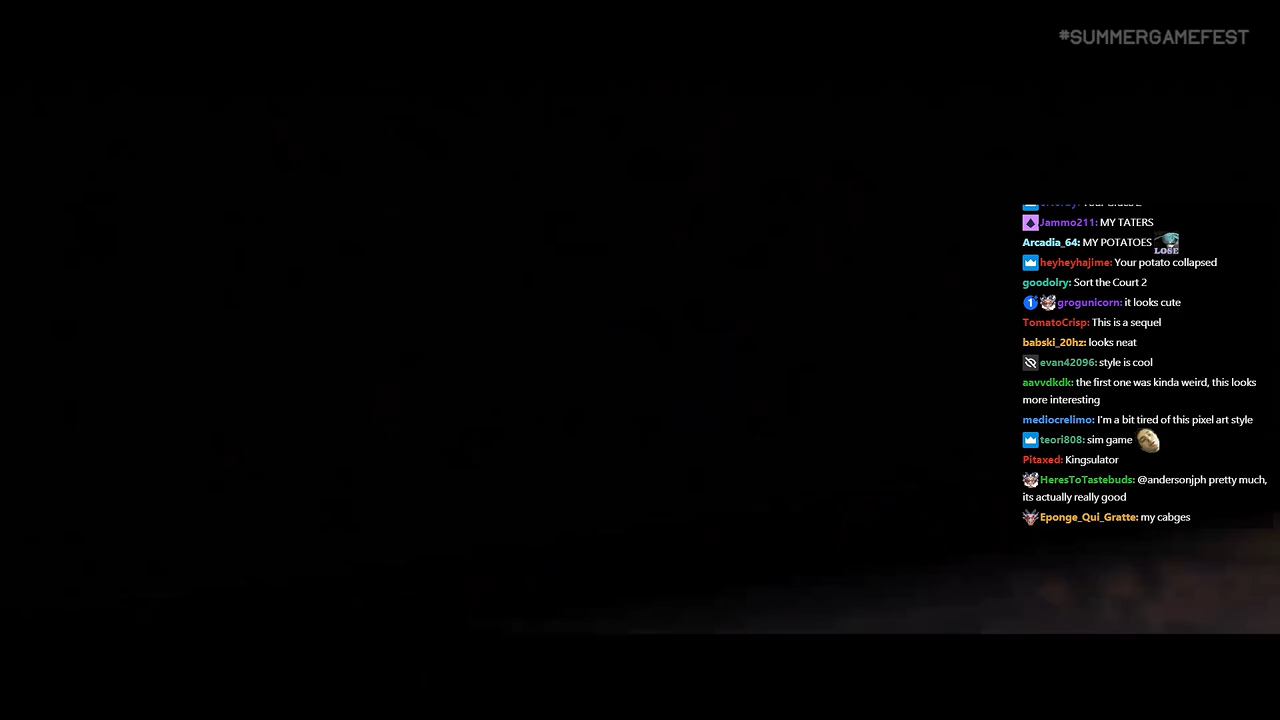 #SUMMERGAMEFEST
Jammo211: MY TATERS
Arcadia_64: MY POTATOES
LOSE
heyheyhajime: Your potato collapsed
goodolry: Sort the Court 2
1 grogunicorn: it looks cute
TomatoCrisp: This is a sequel
babski_20hz: looks neat
evan42096: style is cool
aavvdkdk: the first one was kinda weird, this looks
more interesting
mediocrelimo: I'm a bit tired of this pixel art style
teori808: sim game
Pitaxed: Kingsulator
HeresToTastebuds: @andersonjph pretty much,
its actually really good
Eponge_Qui_Gratte: my cabges